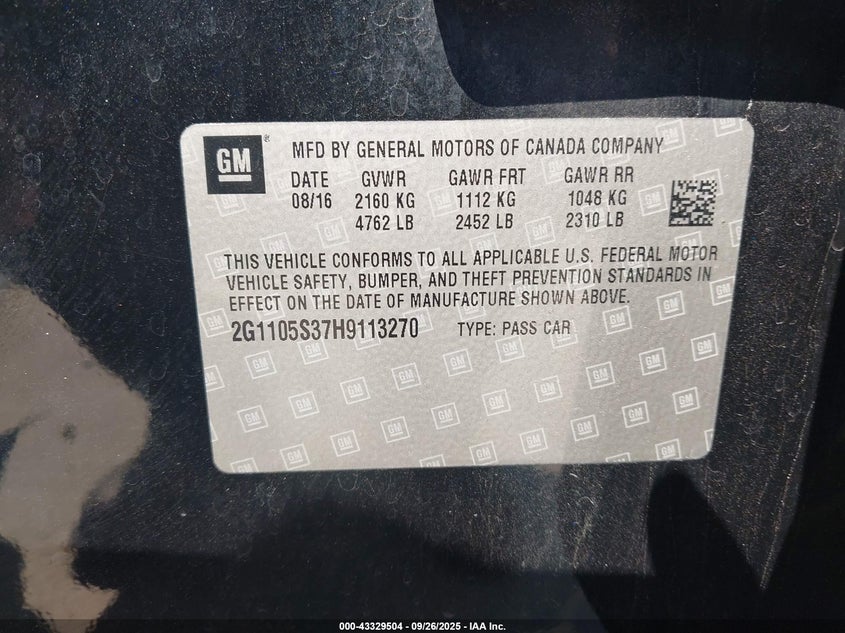 GM ®
MFD BY GENERAL MOTORS OF CANADA COMPANY
DATE GVWR GAWR FRT GAWR RR
08/16 2160 KG 1112 KG 1048 KG
4762 LB 2452 LB 2310 LB
THIS VEHICLE CONFORMS TO ALL APPLICABLE U.S. FEDERAL MOTOR
VEHICLE SAFETY, BUMPER, AND THEFT PREVENTION STANDARDS IN
EFFECT ON THE DATE OF MANUFACTURE SHOWN ABOVE.
2G1105S37H9113270 TYPE: PASS CAR
000-43329504 - 09/26/2025 - IAA Inc.